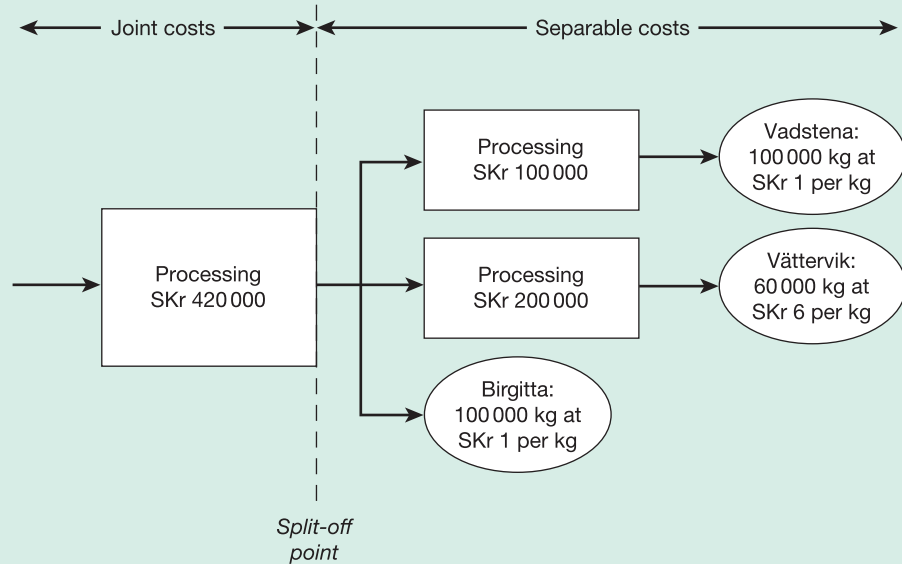 Joint costs
Separable costs
Processing
SKr 100 000
Vadstena:
100 000 kg at
SKr 1 per kg
Processing
SKr 420 000
Processing
SKr 200 000
Vättervik:
60 000 kg at
SKr 6 per kg
Birgitta:
100 000 kg at
SKr 1 per kg
Split-off
point